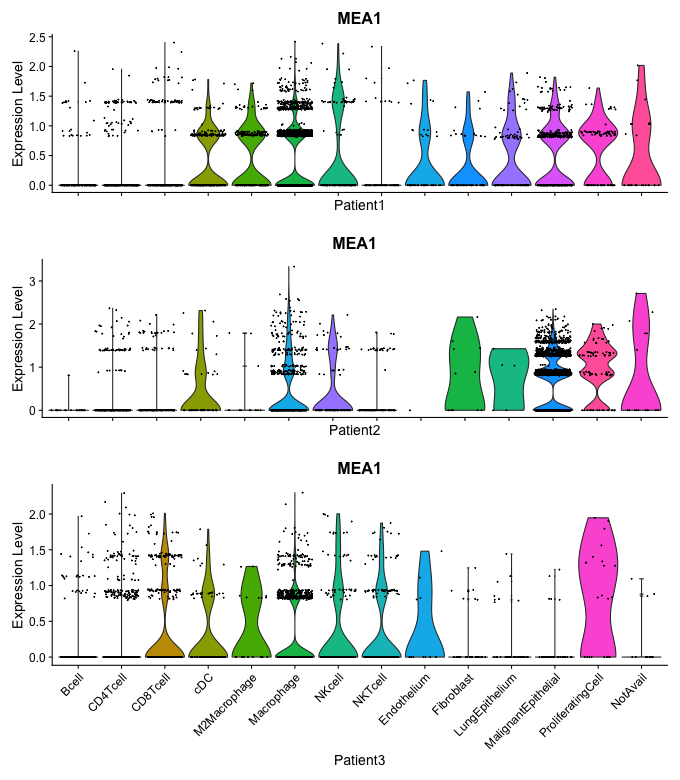 MEA1
Expression Level
2.5
2.0
1.5
1.0
0.5
0.0
Patient1
MEA1
Expression Level
3
2
1
0
Patient2
MEA1
Expression Level
2.0
1.5
1.0
0.5
0.0
Bcell
CD4Tcell
CD8Tcell
cDC
M2Macrophage
Macrophage
NKcell
NKTcell
Endothelium
Fibroblast
LungEpithelium
MalignantEpithelial
ProliferatingCell
NotAvail
Patient3